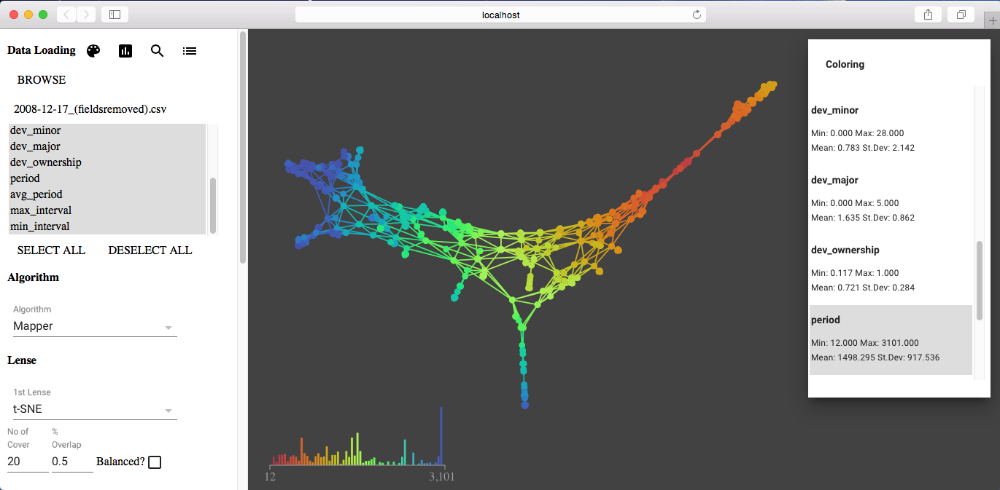 localhost
Data Loading
BROWSE
2008-12-17_(fieldsremoved).csv
dev_minor
dev_major
dev_ownership
period
avg_period
max_interval
min_interval
SELECT ALL DESELECT ALL
Algorithm
Algorithm
Mapper
Lense
1st Lense
t-SNE
No of %
Cover Overlap
20 0.5 Balanced?
12 3,101
Coloring
dev_minor
Min: 0.000 Max: 28.000
Mean: 0.783 St.Dev: 2.142
dev_major
Min: 0.000 Max: 5.000
Mean: 1.635 St.Dev: 0.862
dev_ownership
Min: 0.117 Max: 1.000
Mean: 0.721 St.Dev: 0.284
period
Min: 12.000 Max: 3101.000
Mean: 1498.295 St.Dev: 917.536